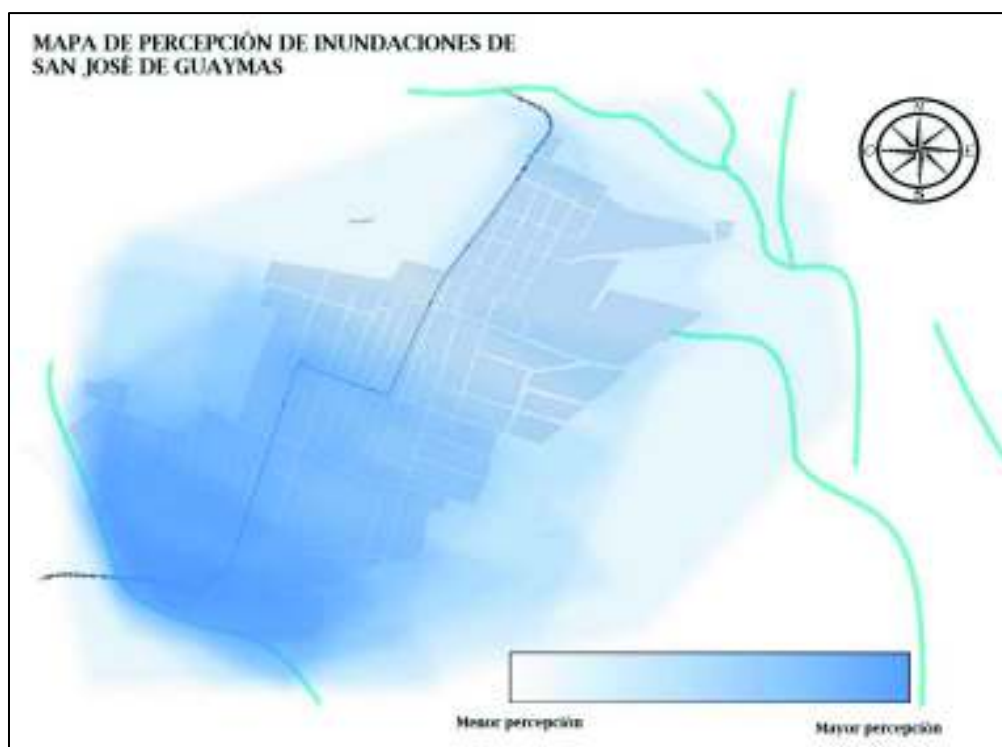 MAPA DE PERCEPCIÓN DE INUNDACIONES DE
SAN JOSÉ DE GUAYMAS
N
O
E
S
Menor percepción
Mayor percepción